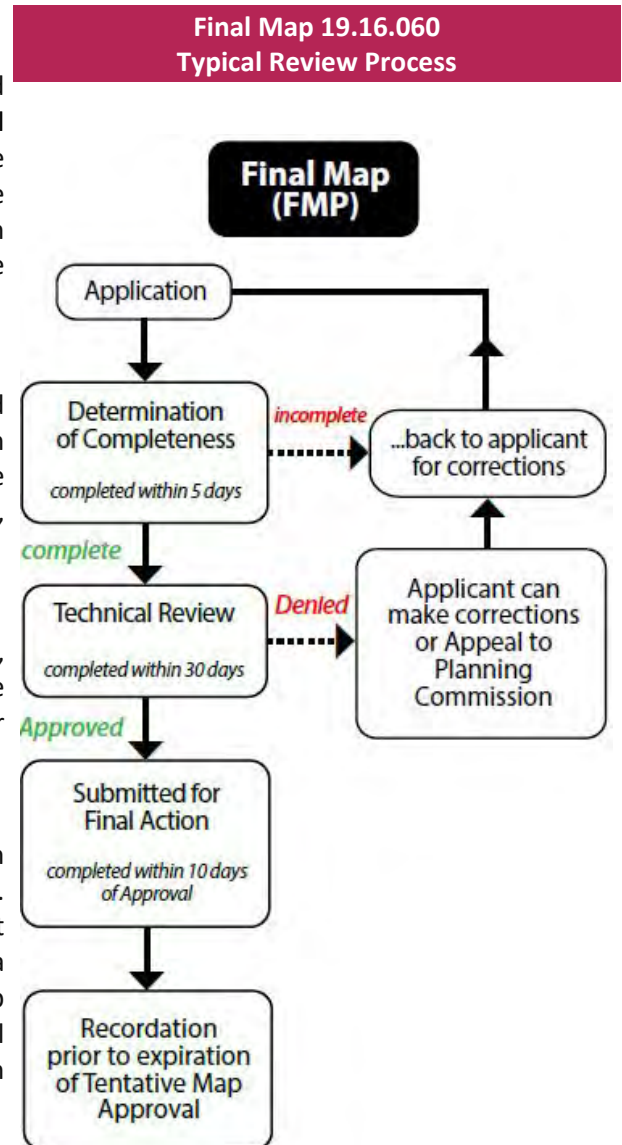 Final Map 19.16.060
Typical Review Process
Final Map
(FMP)
Application
Determination
of Completeness
completed within 5 days
incomplete
...back to applicant
for corrections
complete
Technical Review
completed within 30 days
Denied
Applicant can
make corrections
or Appeal to
Planning
Commission
Approved
Submitted for
Final Action
completed within 10 days
of Approval
Recordation
prior to expiration
of Tentative Map
Approval